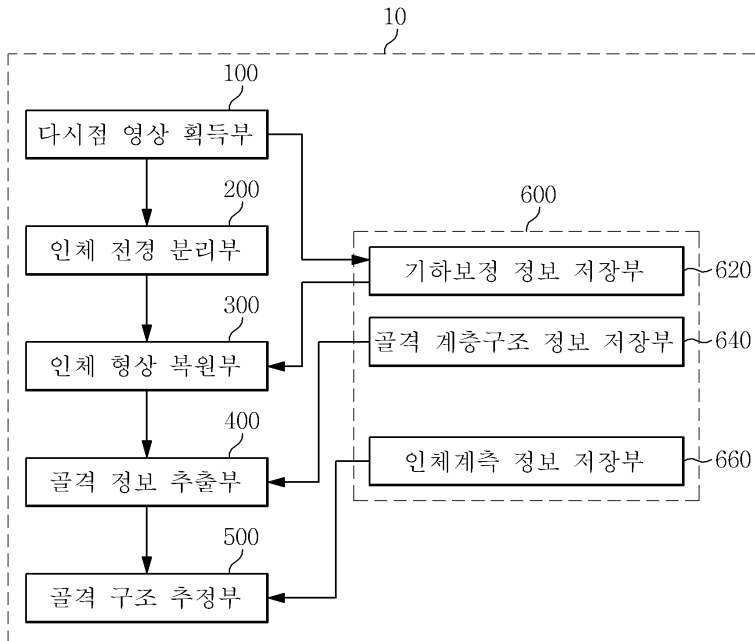 10
100
다시점 영상 획득부
200
인체 전경 분리부
600
기하보정 정보 저장부
620
300
인체 형상 복원부
골격 계층구조 정보 저장부
640
400
골격 정보 추출부
인체계측 정보 저장부
660
500
골격 구조 추정부